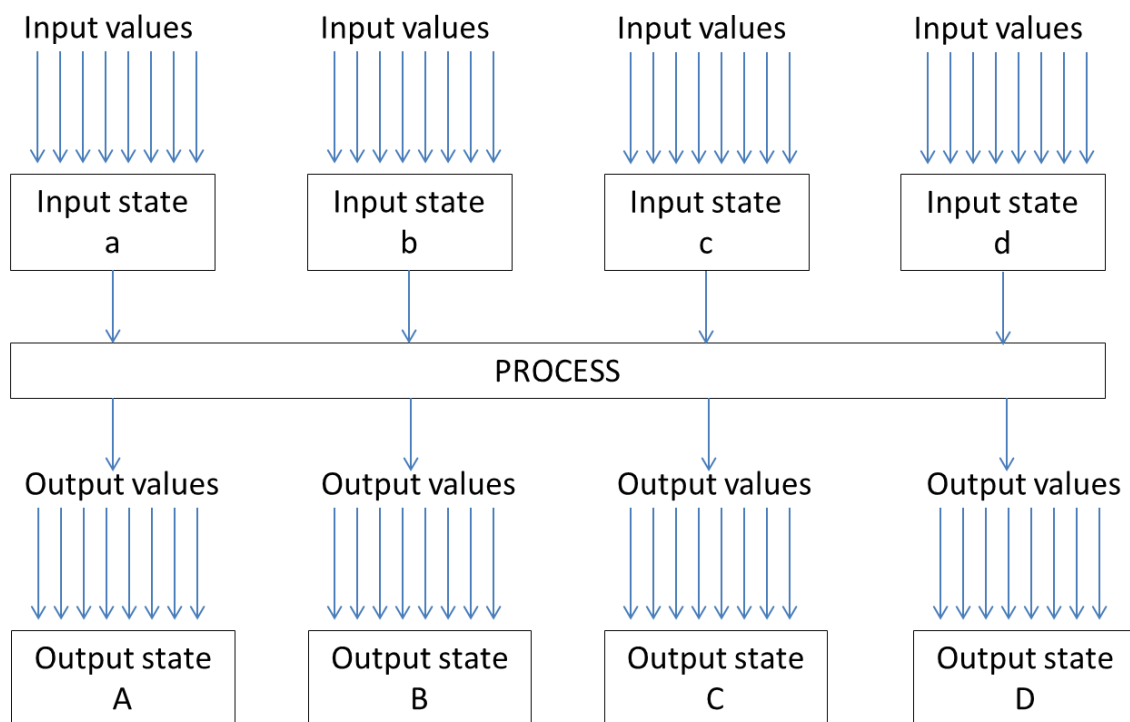 Input values Input values Input values Input values
Input state Input state Input state Input state
a b c d
PROCESS
Output values Output values Output values Output values
Output state Output state Output state Output state
A B C D